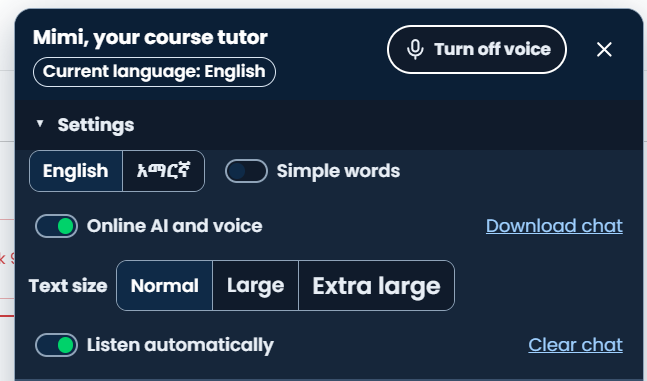 Mimi, your course tutor
Turn off voice
Current language: English
Settings
English አማርኛ Simple words
Online AI and voice Download chat
Text size Normal Large Extra large
Listen automatically Clear chat